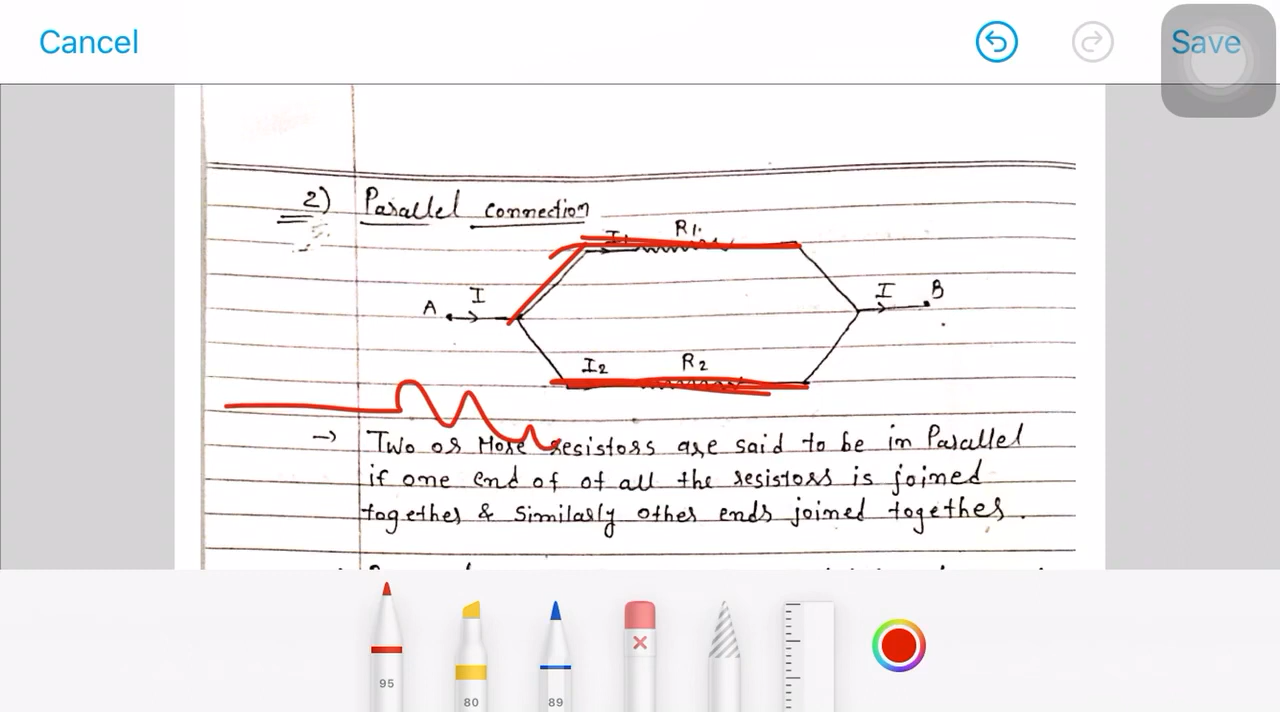 Cancel
Save
2) Parallel connection
I1 R1
A I I B
I2 R2
→ Two or More resistors are said to be in Parallel
if one end of of all the resistors is joined
together & Similarly other ends joined together.
95 80 89